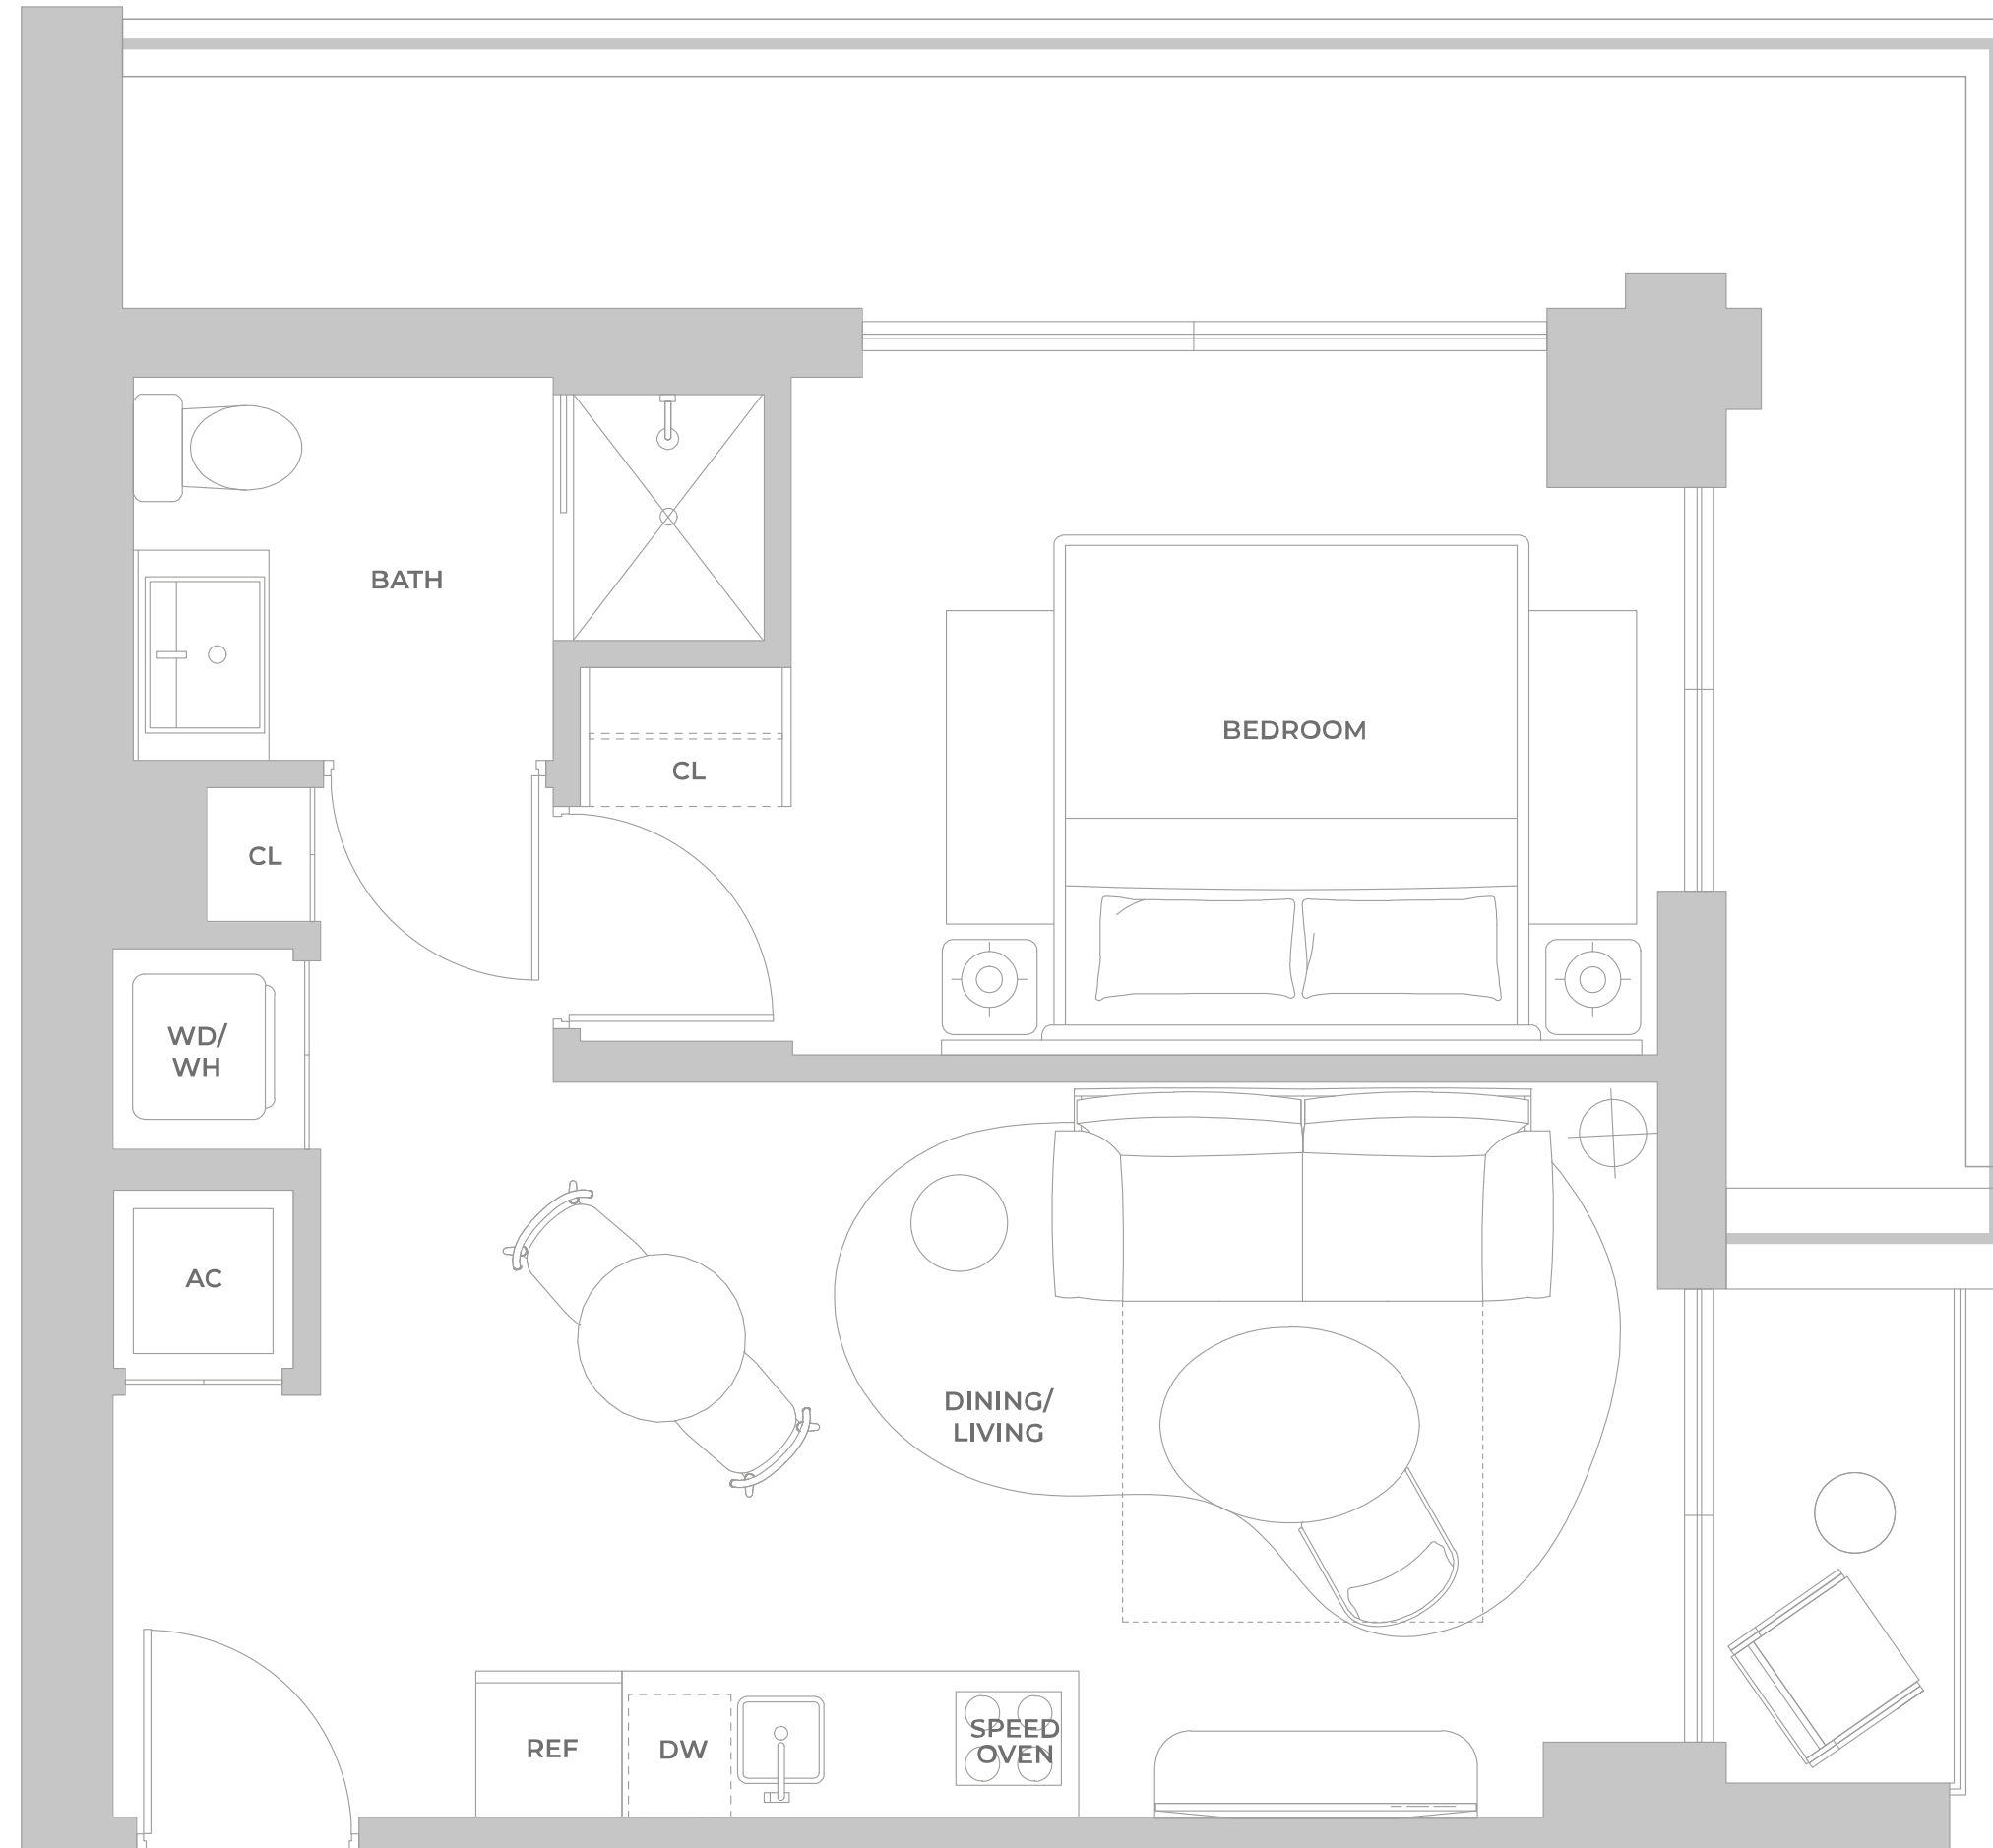 BATH
BEDROOM
CL
CL
WD/
WH
AC
DINING/
LIVING
REF
DW
SPEED
OVEN